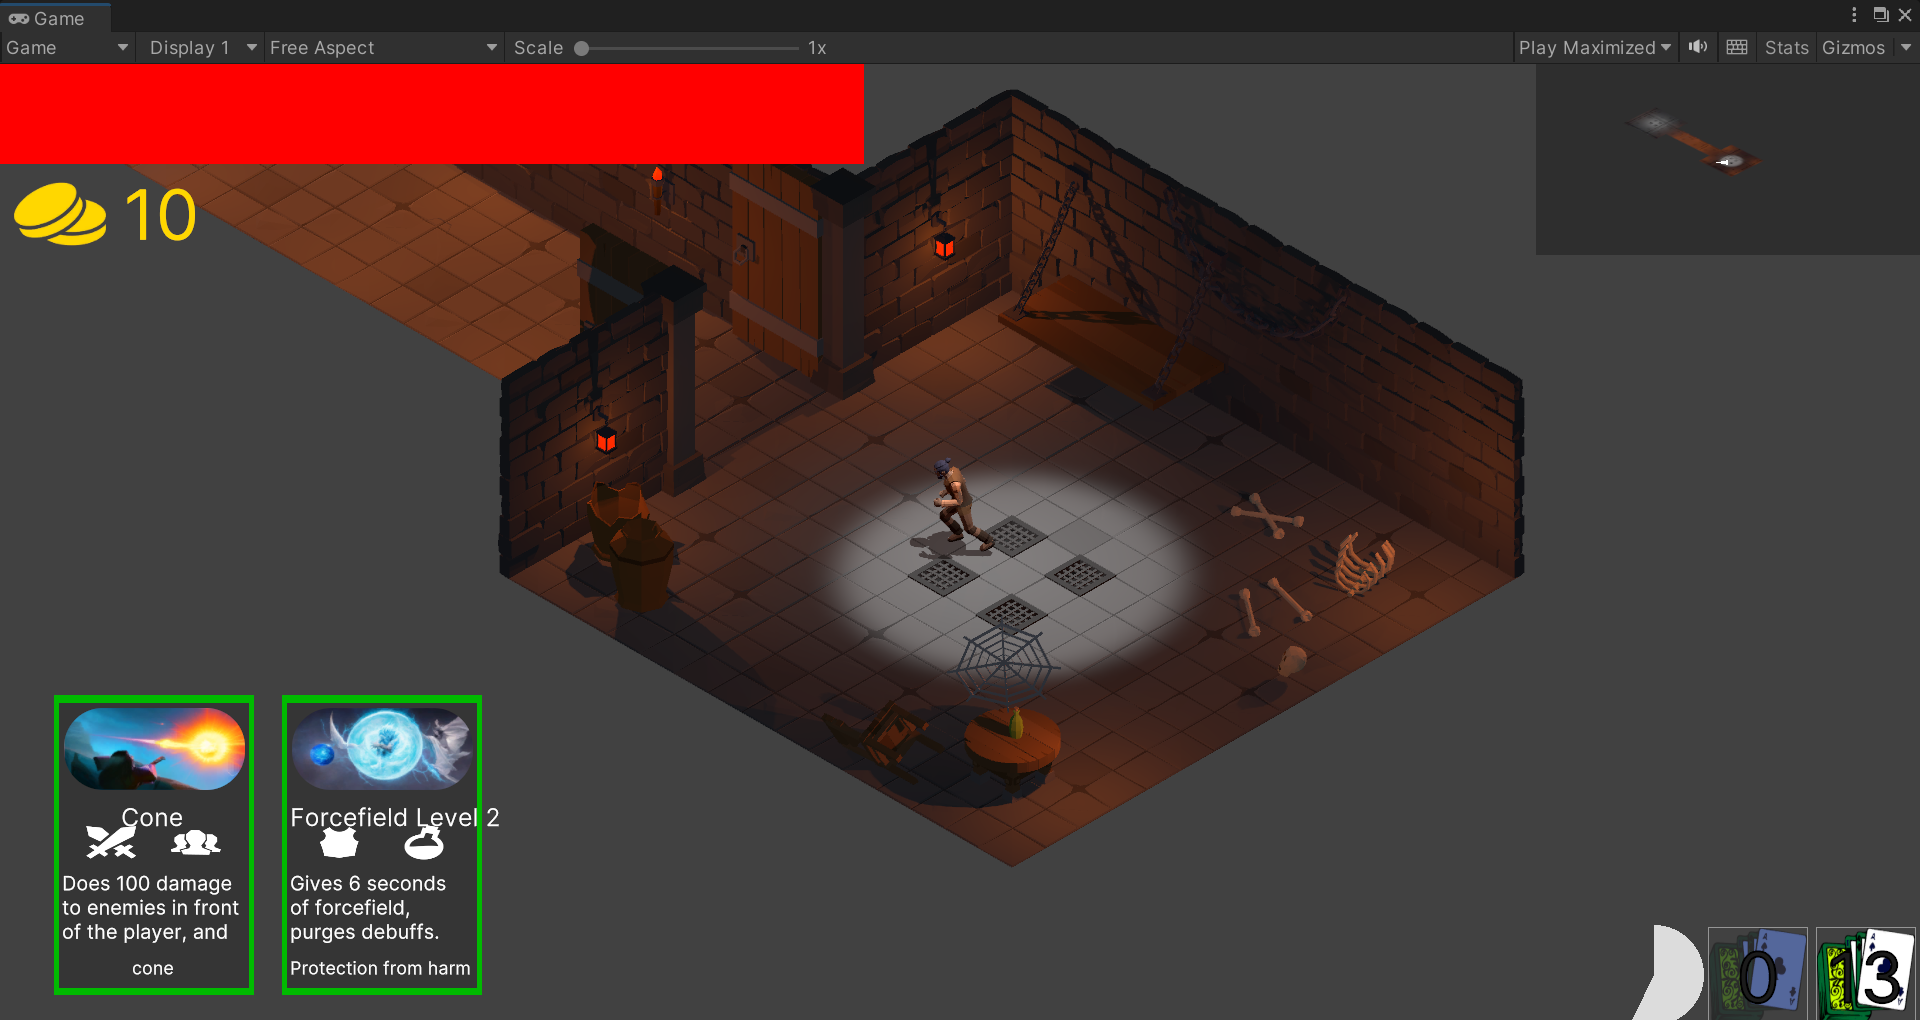 Game
Game
Display 1
Free Aspect
Scale
1x
Play Maximized
Stats
Gizmos
10
Cone
Does 100 damage
to enemies in front
of the player, and
cone
Forcefield Level 2
Gives 6 seconds
of forcefield,
purges debuffs.
Protection from harm
0
13